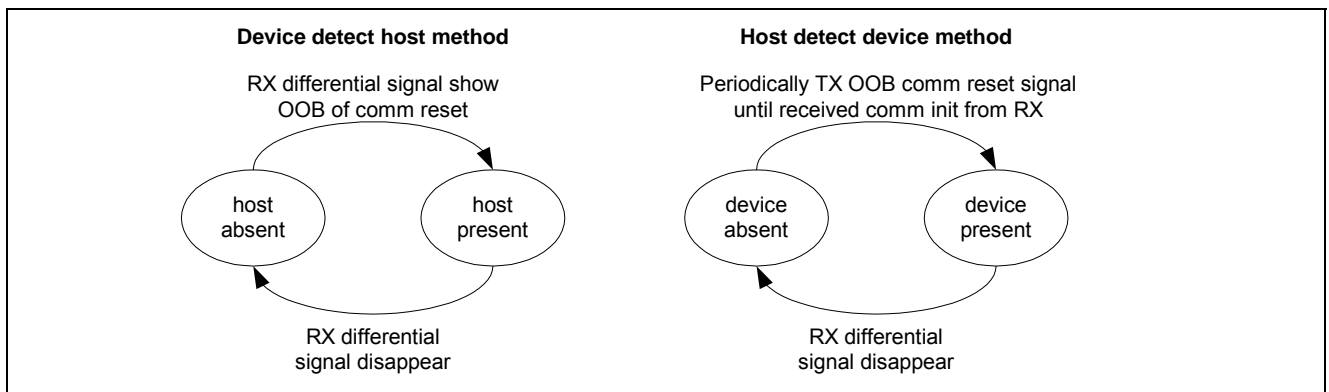 Device detect host method
RX differential signal show
OOB of comm reset
host
absent
host
present
RX differential
signal disappear
Host detect device method
Periodically TX OOB comm reset signal
until received comm init from RX
device
absent
device
present
RX differential
signal disappear